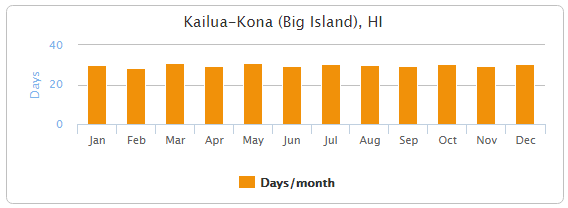 Kailua-Kona (Big Island), HI
40
20
0
Days
Jan Feb Mar Apr May Jun Jul Aug Sep Oct Nov Dec
Days/month